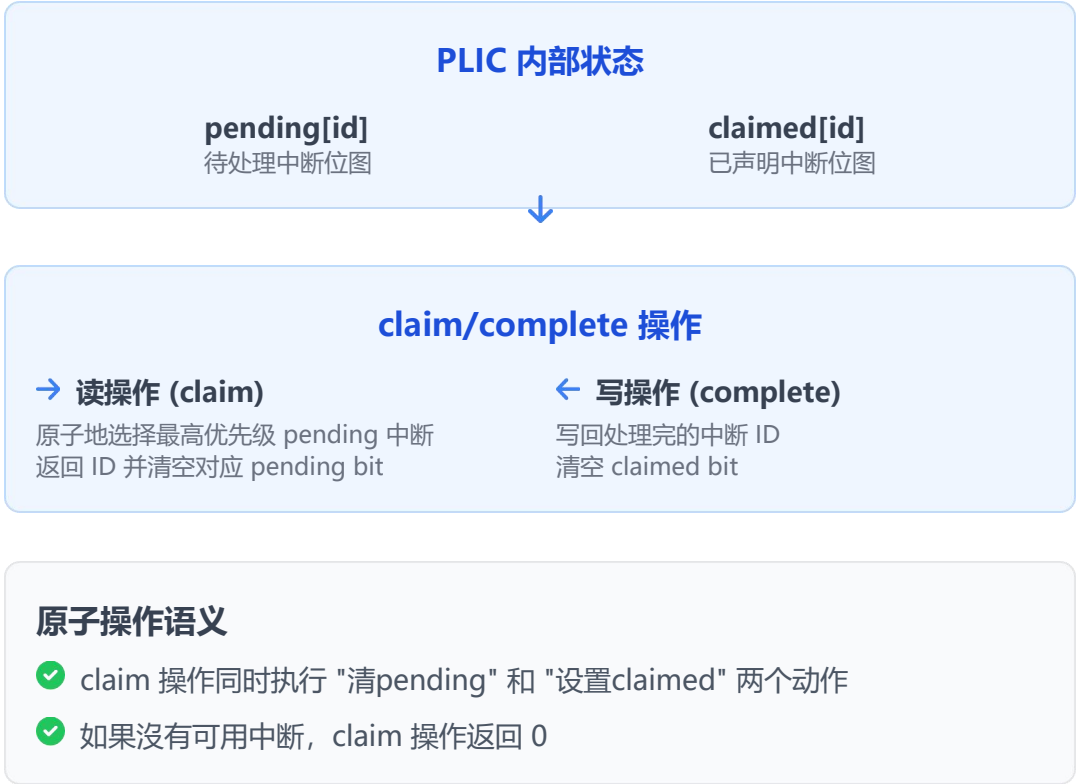 PLIC 内部状态
pending[id]
待处理中断位图
claimed[id]
已声明中断位图
claim/complete 操作
读操作 (claim)
原子地选择最高优先级 pending 中断
返回 ID 并清空对应 pending bit
写操作 (complete)
写回处理完的中断 ID
清空 claimed bit
原子操作语义
claim 操作同时执行 "清pending" 和 "设置claimed" 两个动作
如果沒有可用中断，claim 操作返回 0